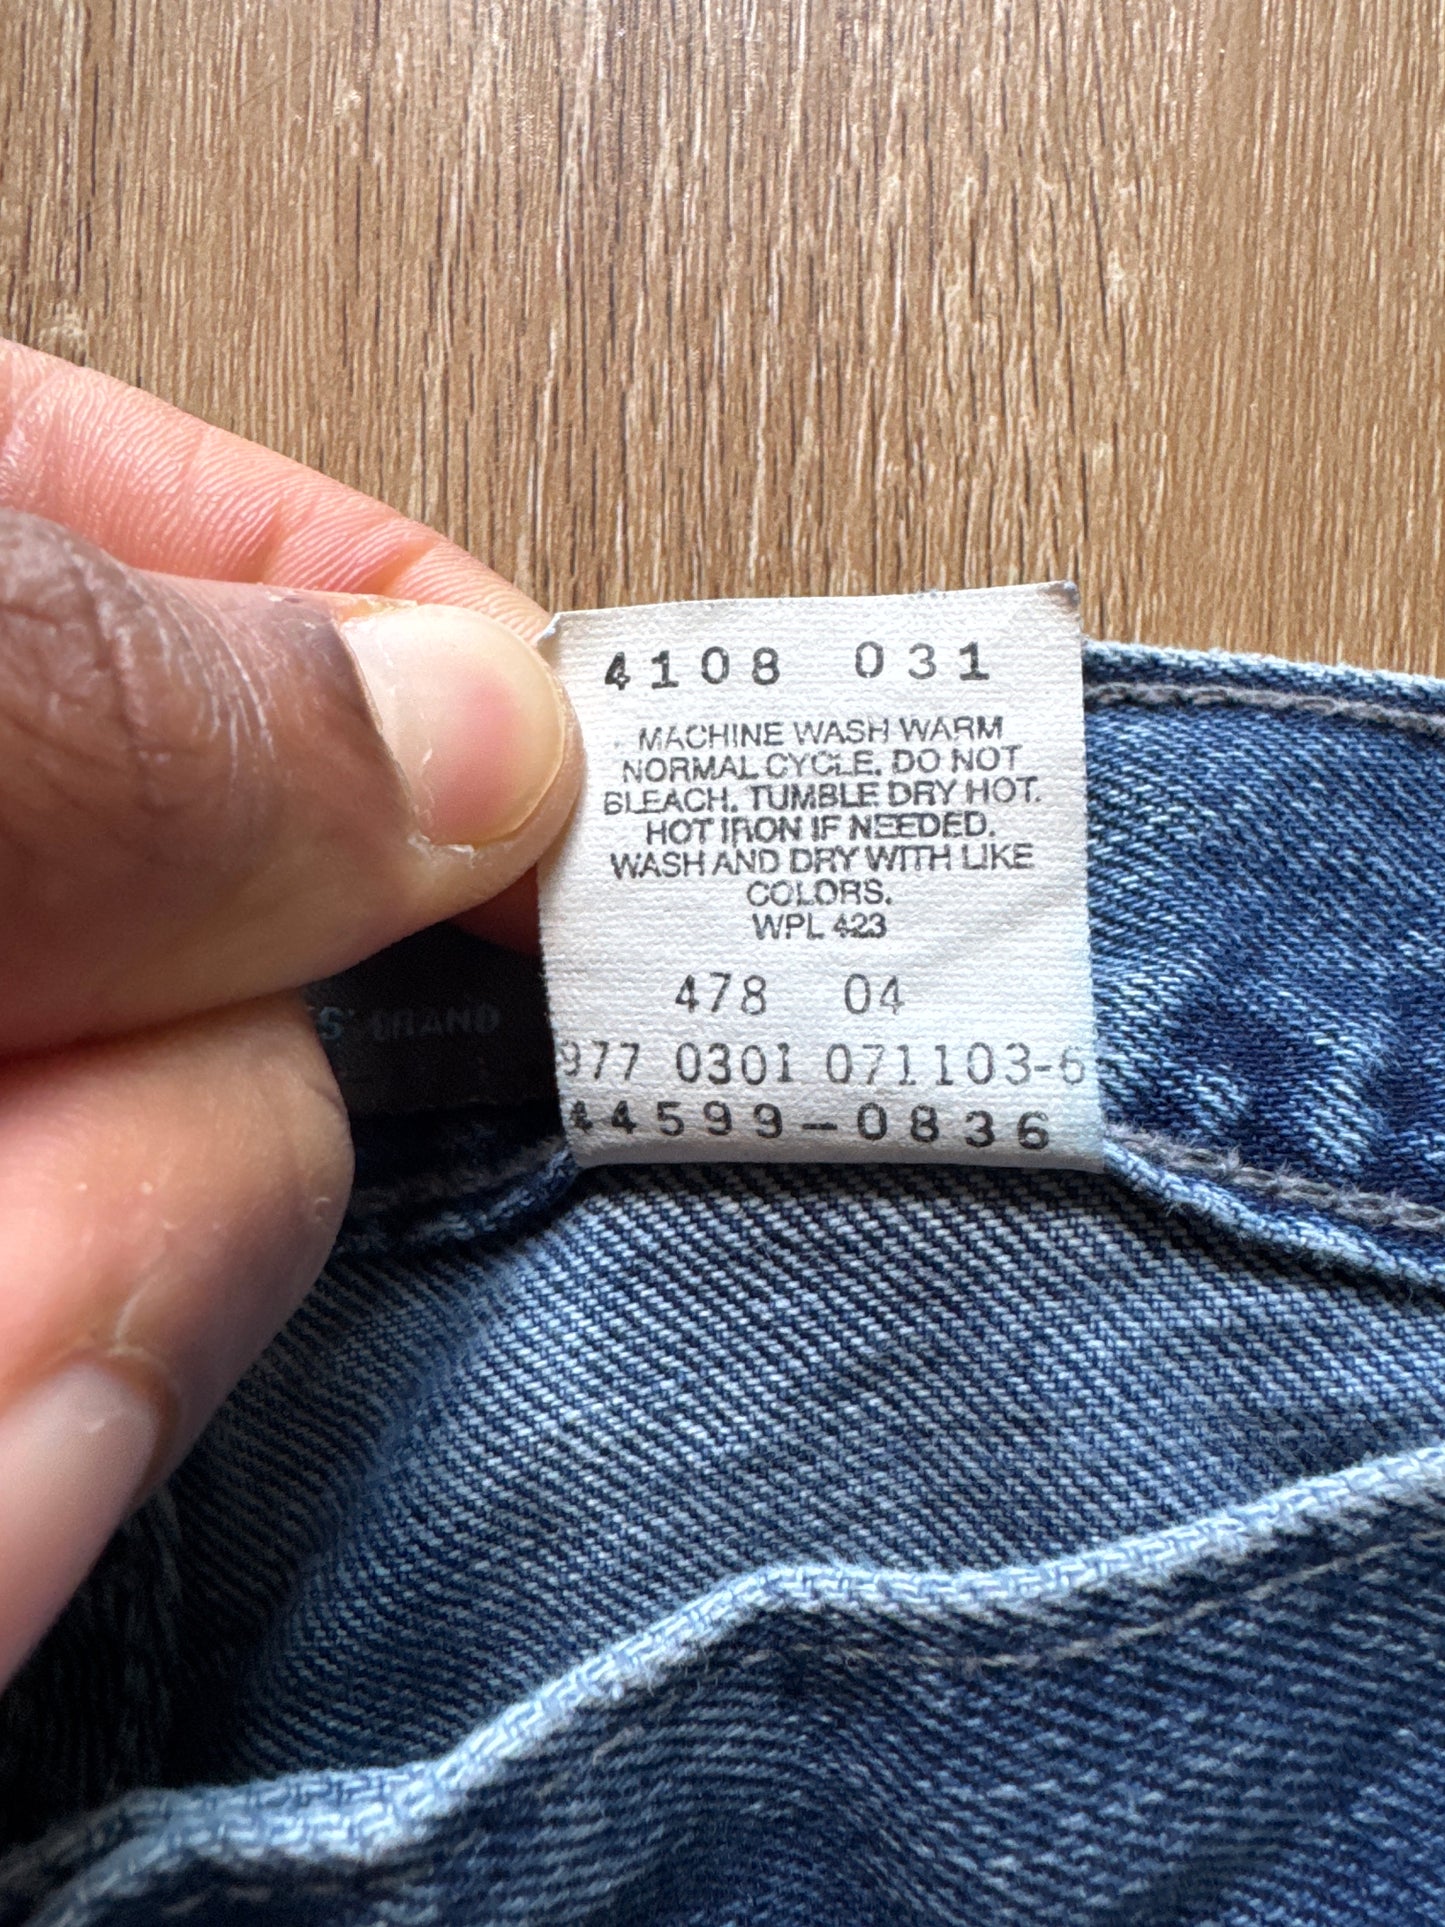 4108 031
MACHINE WASH WARM
NORMAL CYCLE. DO NOT
BLEACH. TUMBLE DRY HOT.
HOT IRON IF NEEDED.
WASH AND DRY WITH LIKE
COLORS.
WPL 423
478 04
977 0301 071103-6
44599-0836
BRAND